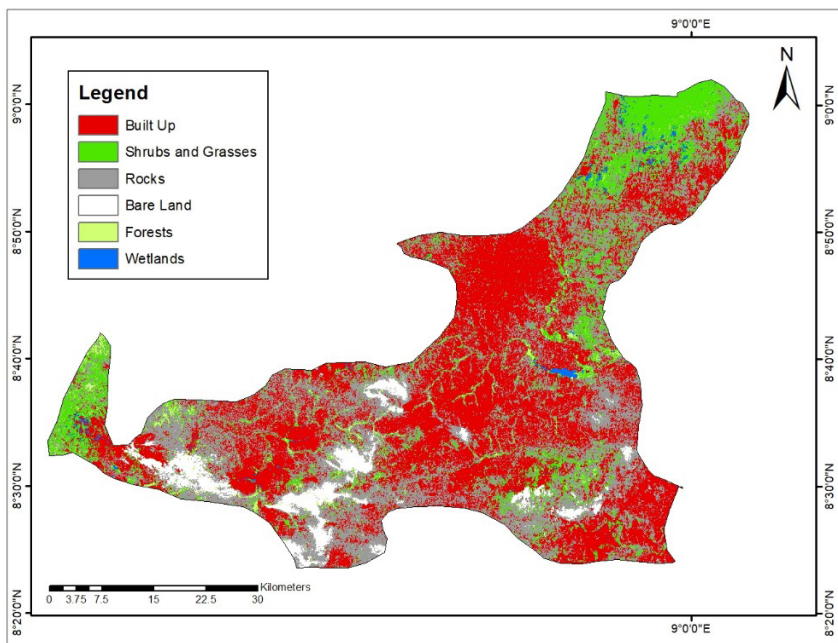 9°0'0"E
N
Legend
Built Up
Shrubs and Grasses
Rocks
Bare Land
Forests
Wetlands
9°0'0"N
9°0'0"N
8°50'0"N
8°50'0"N
8°40'0"N
8°40'0"N
8°30'0"N
8°30'0"N
8°20'0"N
8°20'0"N
Kilometers
0 3.75 7.5 15 22.5 30
9°0'0"E